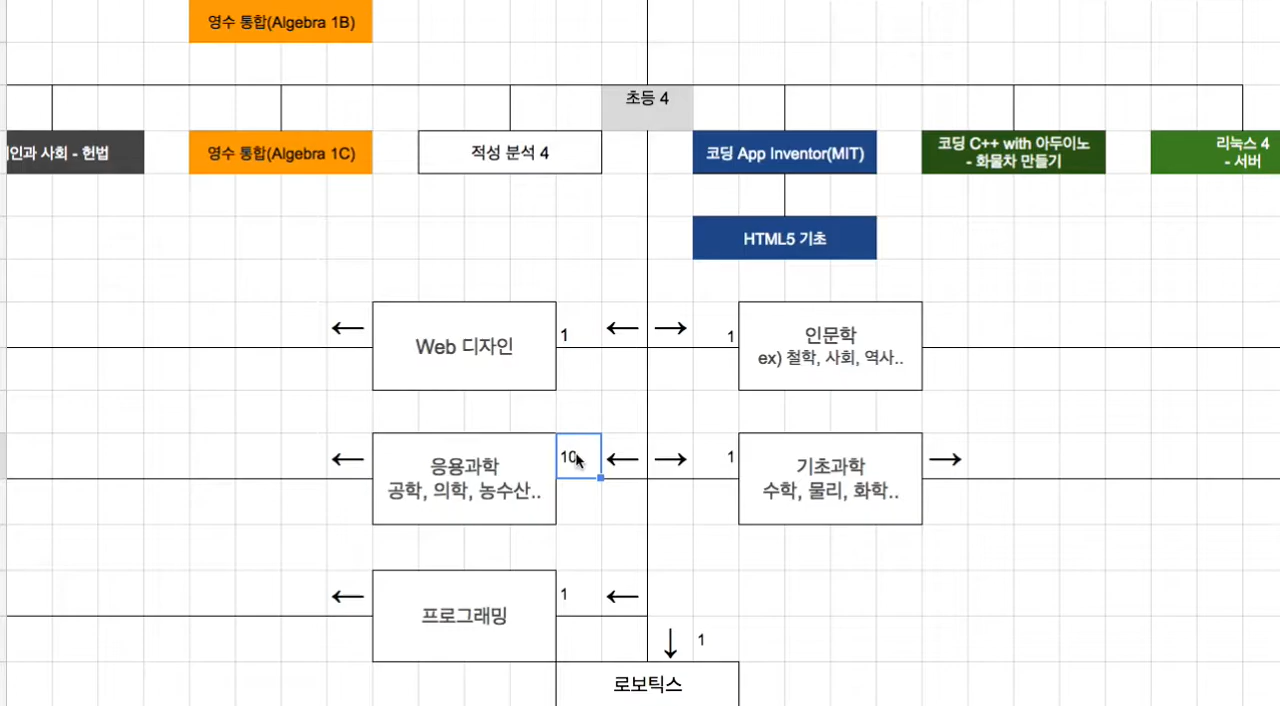 영수 통합(Algebra 1B)
초등 4
인과 사회 - 헌법
영수 통합(Algebra 1C)
적성 분석 4
코딩 App Inventor(MIT)
코딩 C++ with 아두이노
- 화물차 만들기
리눅스 4
- 서버
HTML5 기초
←
Web 디자인
1
← →
1
인문학
ex) 철학, 사회, 역사..
←
응용과학
공학, 의학, 농수산..
10
← →
1
기초과학
수학, 물리, 화학..
→
←
프로그래밍
1
←
↓ 1
로보틱스